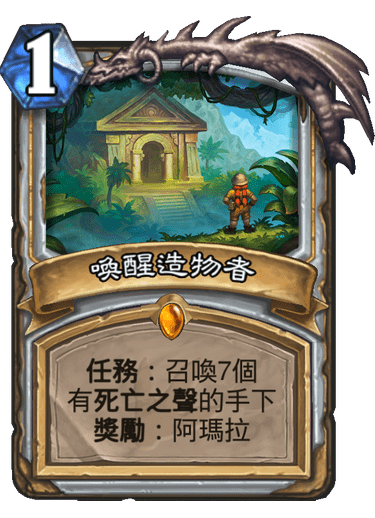 1
喚醒造物者
任務：召喚7個
有死亡之聲的手下
獎勵：阿瑪拉